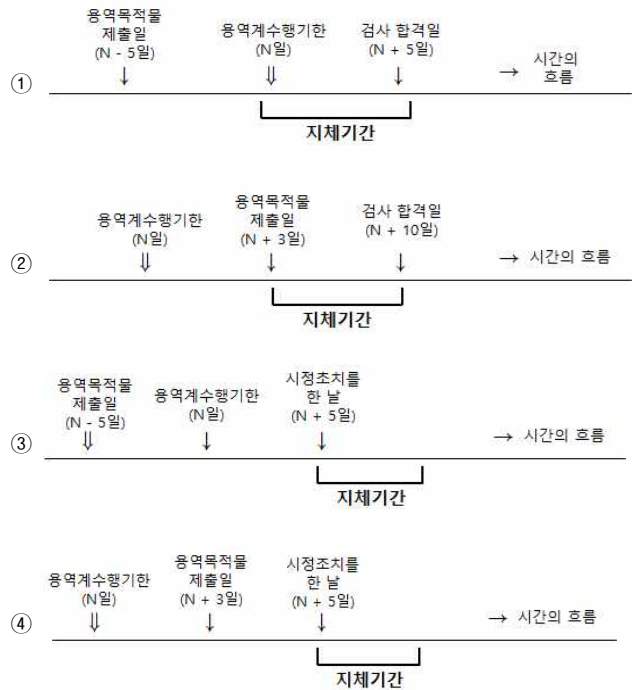 용역목적물
제출일
(N - 5일)
↓
용역계수행기한
(N일)
⇓
검사 합격일
(N + 5일)
↓
→ 시간의
흐름
①
지체기간
용역계수행기한
(N일)
⇓
용역목적물
제출일
(N + 3일)
↓
검사 합격일
(N + 10일)
↓
→ 시간의 흐름
②
지체기간
용역목적물
제출일
(N - 5일)
⇓
용역계수행기한
(N일)
↓
시정조치를
한 날
(N + 5일)
↓
→ 시간의 흐름
③
지체기간
용역계수행기한
(N일)
⇓
용역목적물
제출일
(N + 3일)
↓
시정조치를
한 날
(N + 5일)
↓
→ 시간의 흐름
④
지체기간